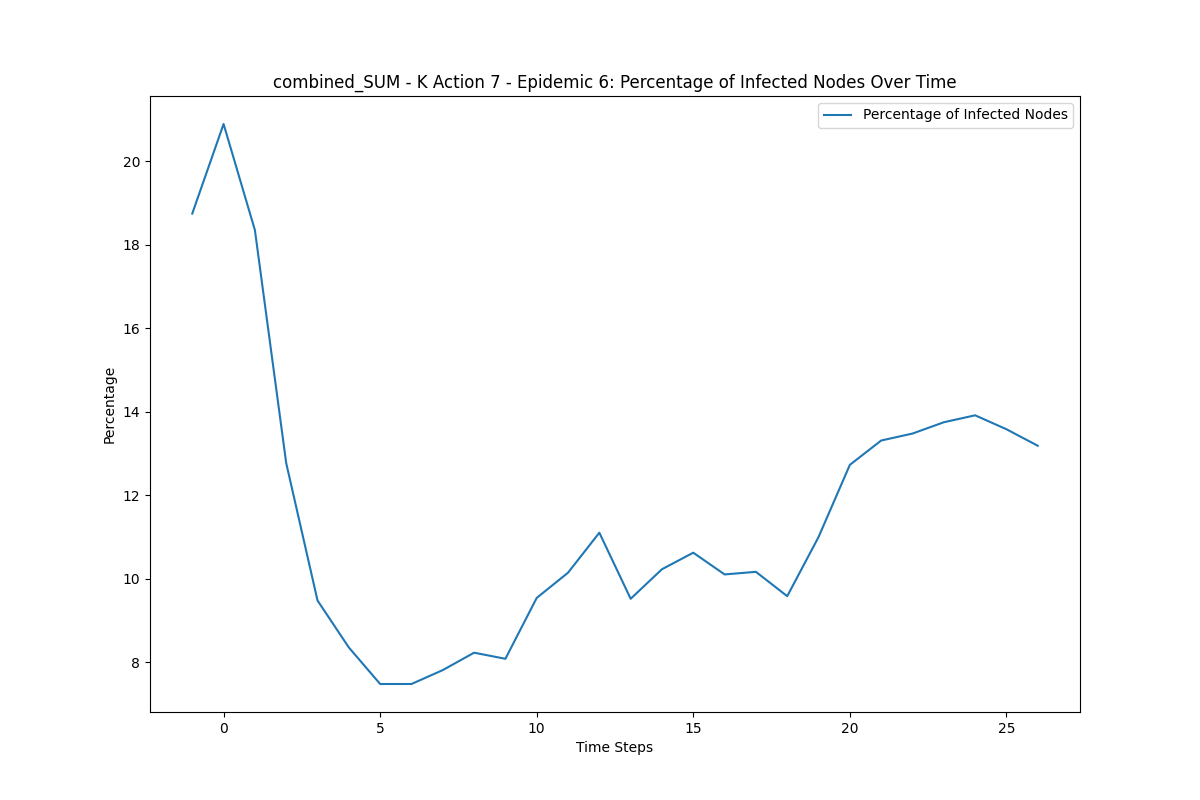 combined_SUM - K Action 7 - Epidemic 6: Percentage of Infected Nodes Over Time
Percentage of Infected Nodes
20
18
16
14
12
10
8
Percentage
0 5 10 15 20 25
Time Steps